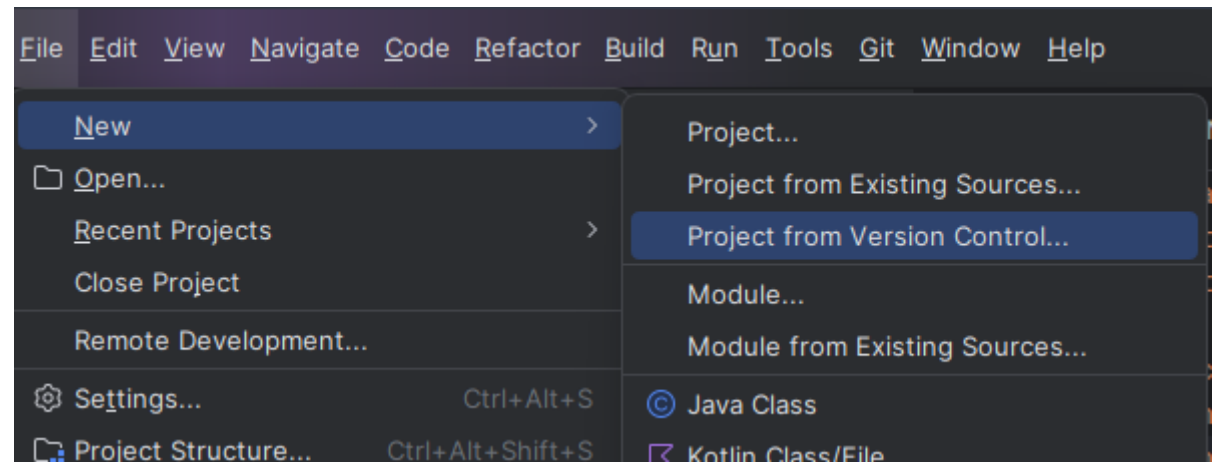 File Edit View Navigate Code Refactor Build Run Tools Git Window Help
New
Open...
Recent Projects
Close Project
Remote Development...
Settings... Ctrl+Alt+S
Project Structure... Ctrl+Alt+Shift+S
Project...
Project from Existing Sources...
Project from Version Control...
Module...
Module from Existing Sources...
Java Class
Kotlin Class/File